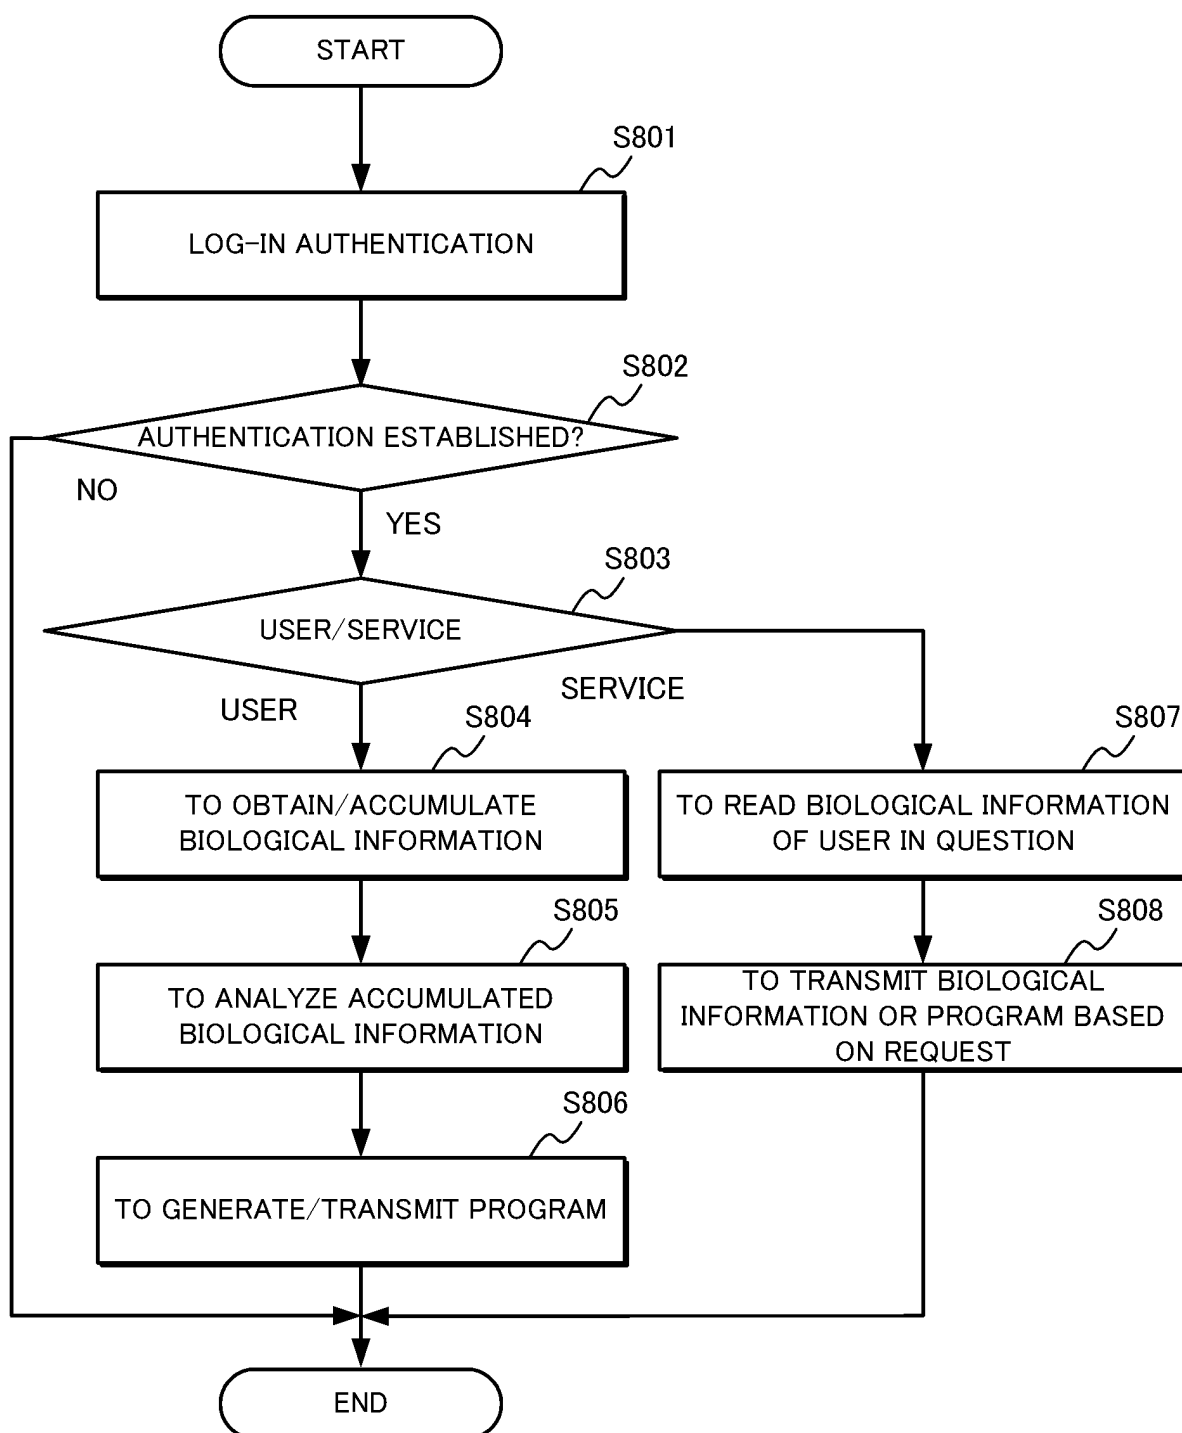 START
S801
LOG-IN AUTHENTICATION
S802
AUTHENTICATION ESTABLISHED?
NO
YES
S803
USER/SERVICE
USER
SERVICE
S804
TO OBTAIN/ACCUMULATE
BIOLOGICAL INFORMATION
S805
TO ANALYZE ACCUMULATED
BIOLOGICAL INFORMATION
S806
TO GENERATE/TRANSMIT PROGRAM
S807
TO READ BIOLOGICAL INFORMATION
OF USER IN QUESTION
S808
TO TRANSMIT BIOLOGICAL
INFORMATION OR PROGRAM BASED
ON REQUEST
END